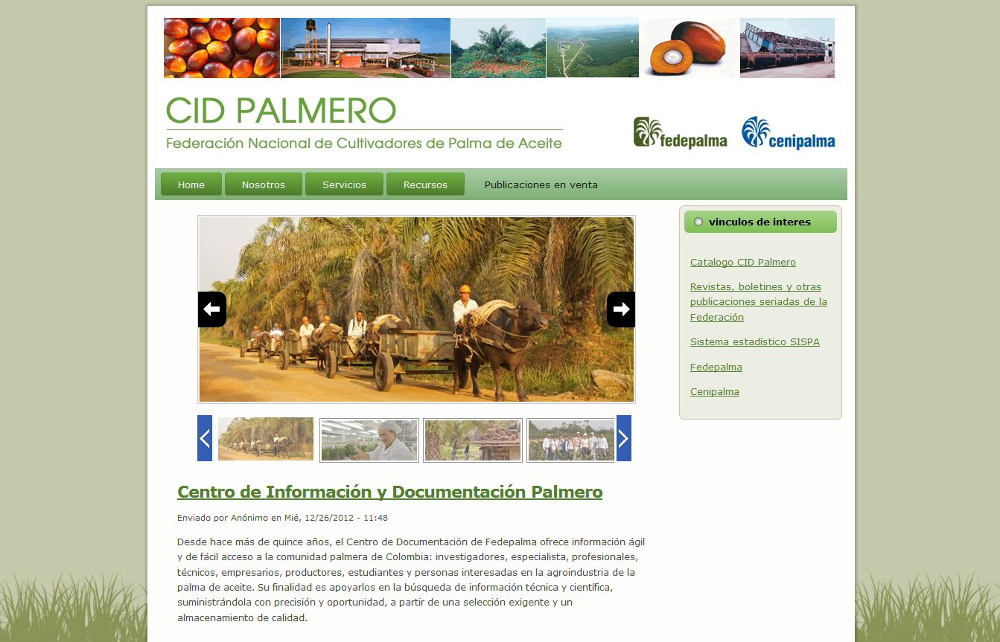 CID PALMERO
Federación Nacional de Cultivadores de Palma de Aceite
fedepalma
cenipalma
Home
Nosotros
Servicios
Recursos
Publicaciones en venta
vinculos de interes
Catalogo CID Palmero
Revistas, boletines y otras
publicaciones seriadas de la
Federación
Sistema estadístico SISPA
Fedepalma
Cenipalma
Centro de Información y Documentación Palmero
Enviado por Anónimo en Mié, 12/26/2012 - 11:48
Desde hace más de quince años, el Centro de Documentación de Fedepalma ofrece información ágil
y de fácil acceso a la comunidad palmera de Colombia: investigadores, especialista, profesionales,
técnicos, empresarios, productores, estudiantes y personas interesadas en la agroindustria de la
palma de aceite. Su finalidad es apoyarlos en la búsqueda de información técnica y científica,
suministrándola con precisión y oportunidad, a partir de una selección exigente y un
almacenamiento de calidad.